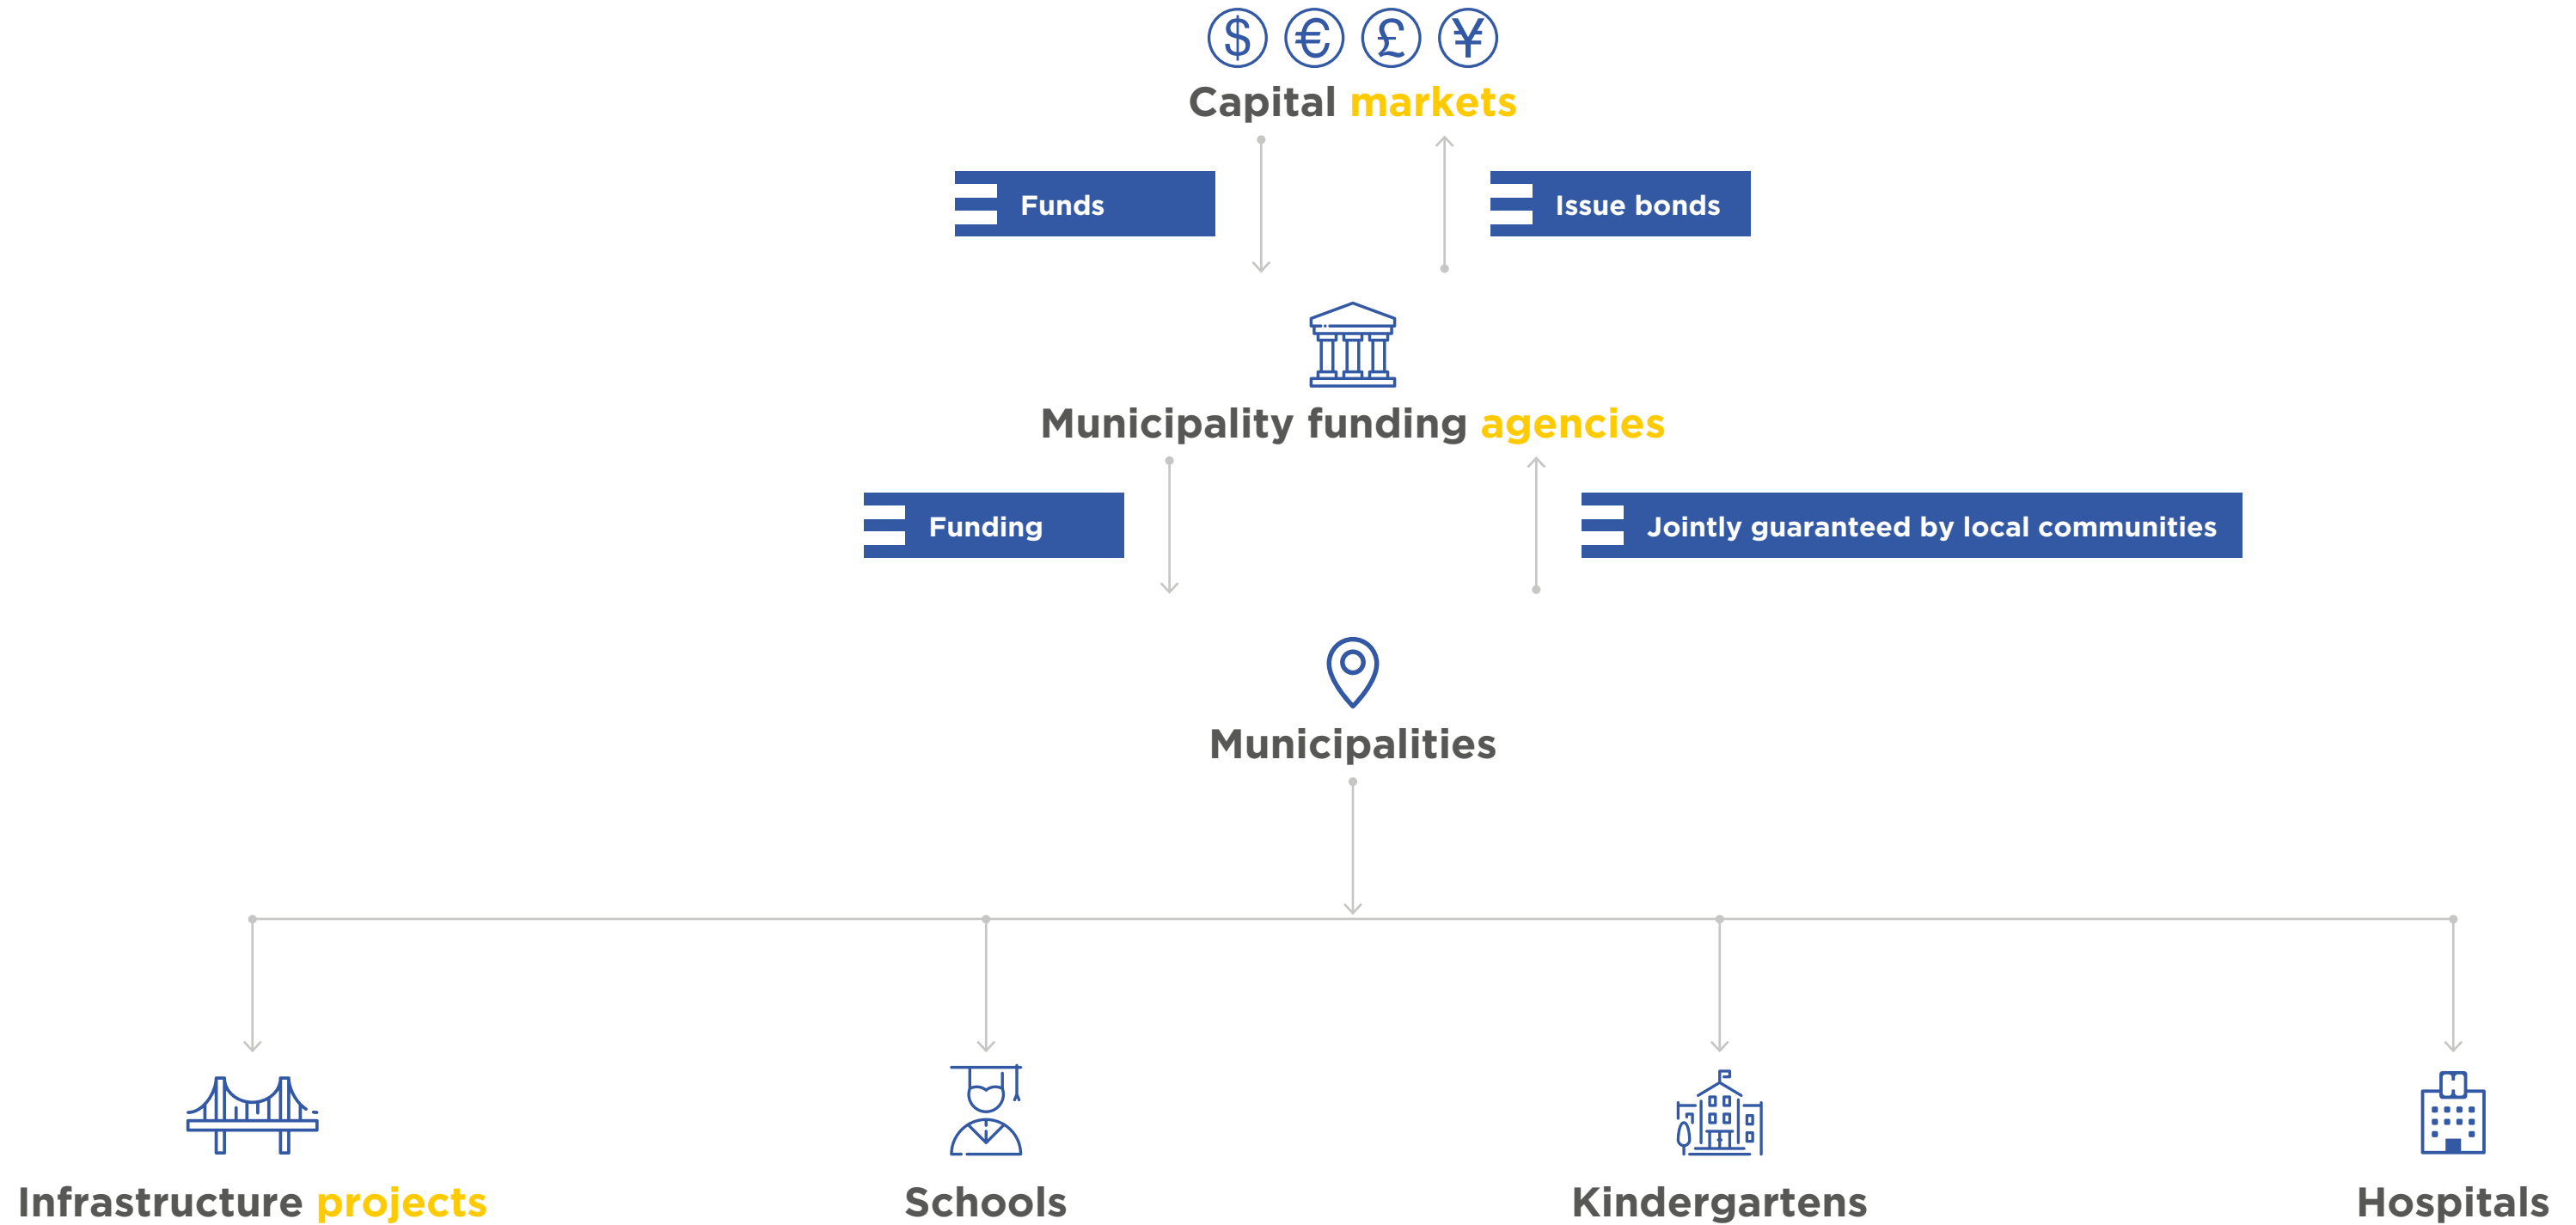 $ € £ ¥
Capital markets
Funds
Issue bonds
Municipality funding agencies
Funding
Jointly guaranteed by local communities
Municipalities
H
Infrastructure projects
Schools
Kindergartens
Hospitals